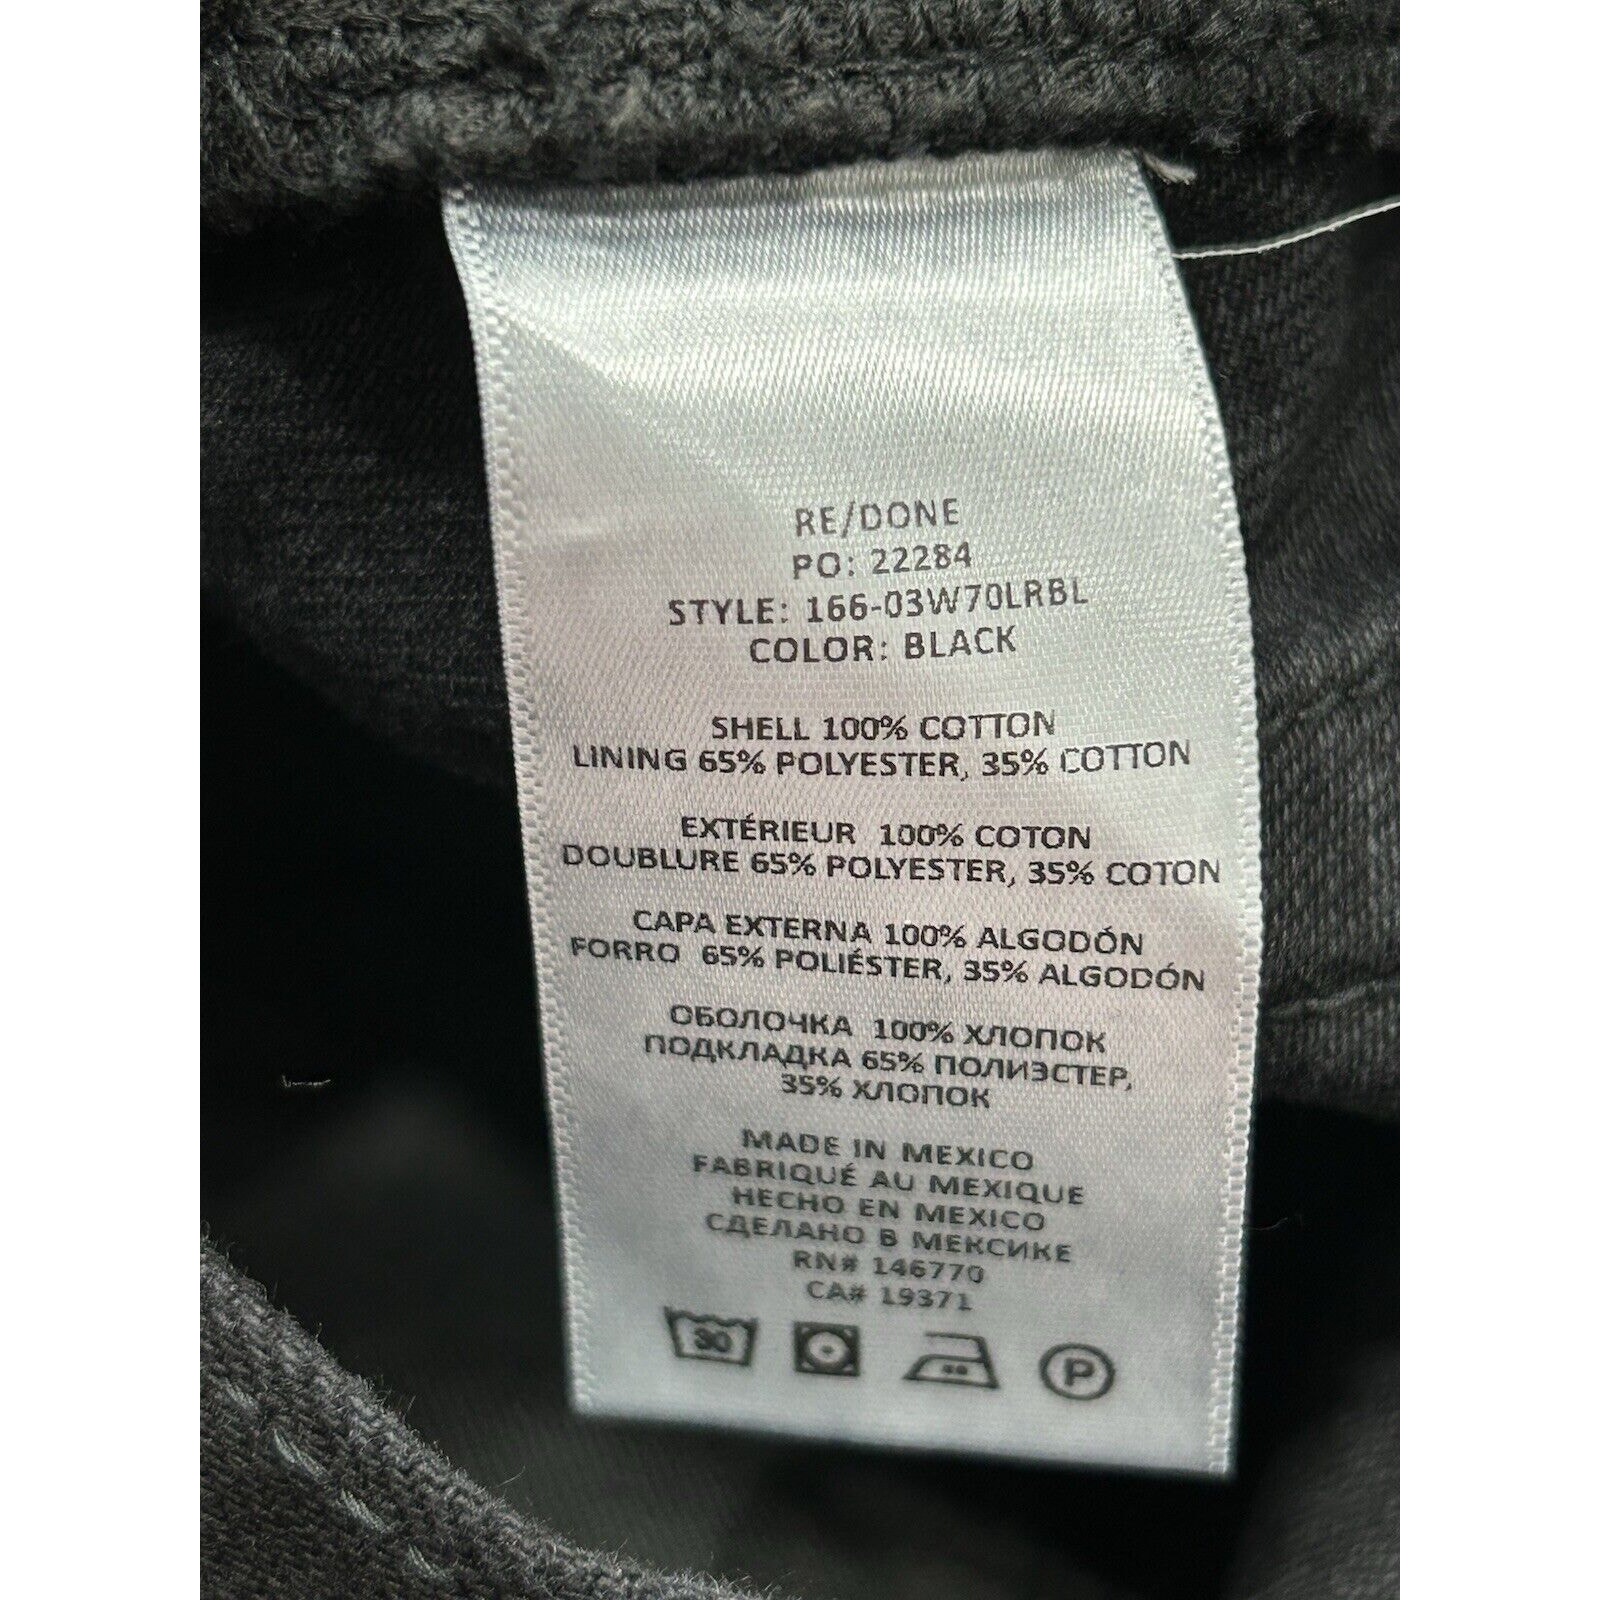 RE/DONE
PO: 22284
STYLE: 166-03W70LRBL
COLOR: BLACK
SHELL 100% COTTON
LINING 65% POLYESTER, 35% COTTON
EXTÉRIEUR 100% COTON
DOUBLURE 65% POLYESTER, 35% COTON
CAPA EXTERNA 100% ALGODÓN
FORRO 65% POLIÉSTER, 35% ALGODÓN
ОБОЛОЧКА 100% ХЛОПОК
ПОДКЛАДКА 65% ПОЛИЭСТЕР,
35% ХЛОПОК
MADE IN MEXICO
FABRIQUÉ AU MEXIQUE
HECHO EN MEXICO
СДЕЛАНО В МЕКСИКЕ
RN# 146770
CA# 19371
30 P